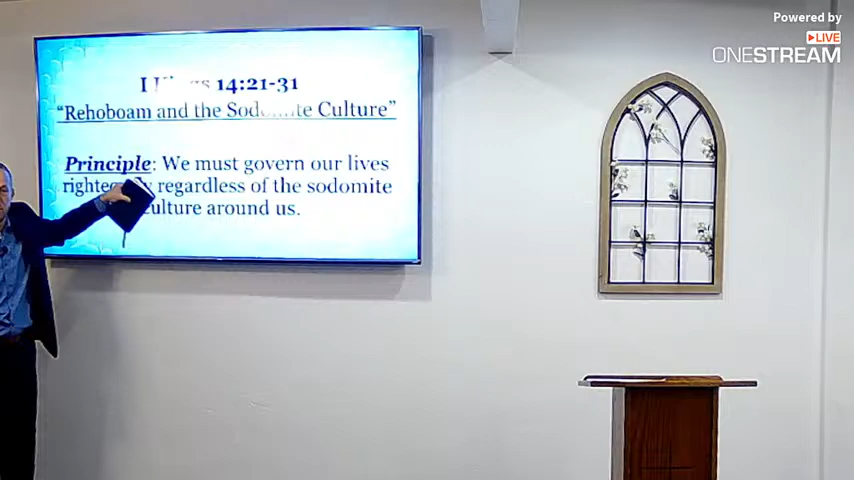 Powered by
LIVE
ONESTREAM
I 14:21-31
“Rehoboam and the Culture”
Principle: We must govern our lives
regardless of the sodomite
culture around us.